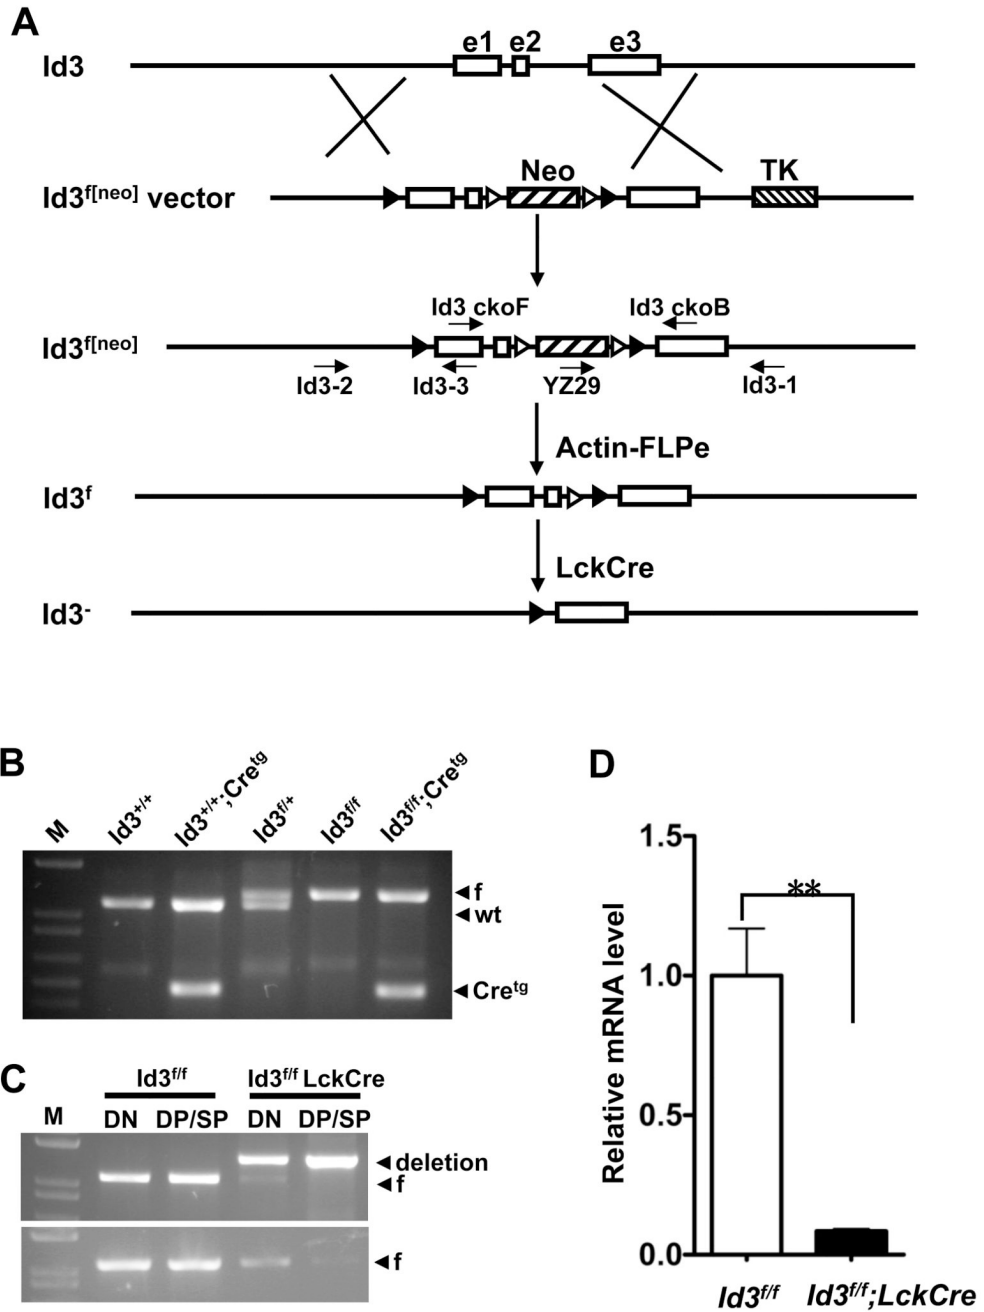 A
Id3
e1 e2 e3
Id3f[neo] vector
Neo
TK
Id3f[neo]
Id3 ckoF
Id3 ckoB
Id3-2
Id3-3
YZ29
Id3-1
Actin-FLPe
Id3f
LckCre
Id3-
B
M
Id3+/+
Id3+/+;Cretg
Id3f/+
Id3f/f
Id3f/f;Cretg
f
wt
Cretg
C
Id3f/f
Id3f/f LckCre
M
DN
DP/SP
DN
DP/SP
deletion
f
f
D
Relative mRNA level
1.5
1.0
0.5
0.0
**
Id3f/f
Id3f/f;LckCre